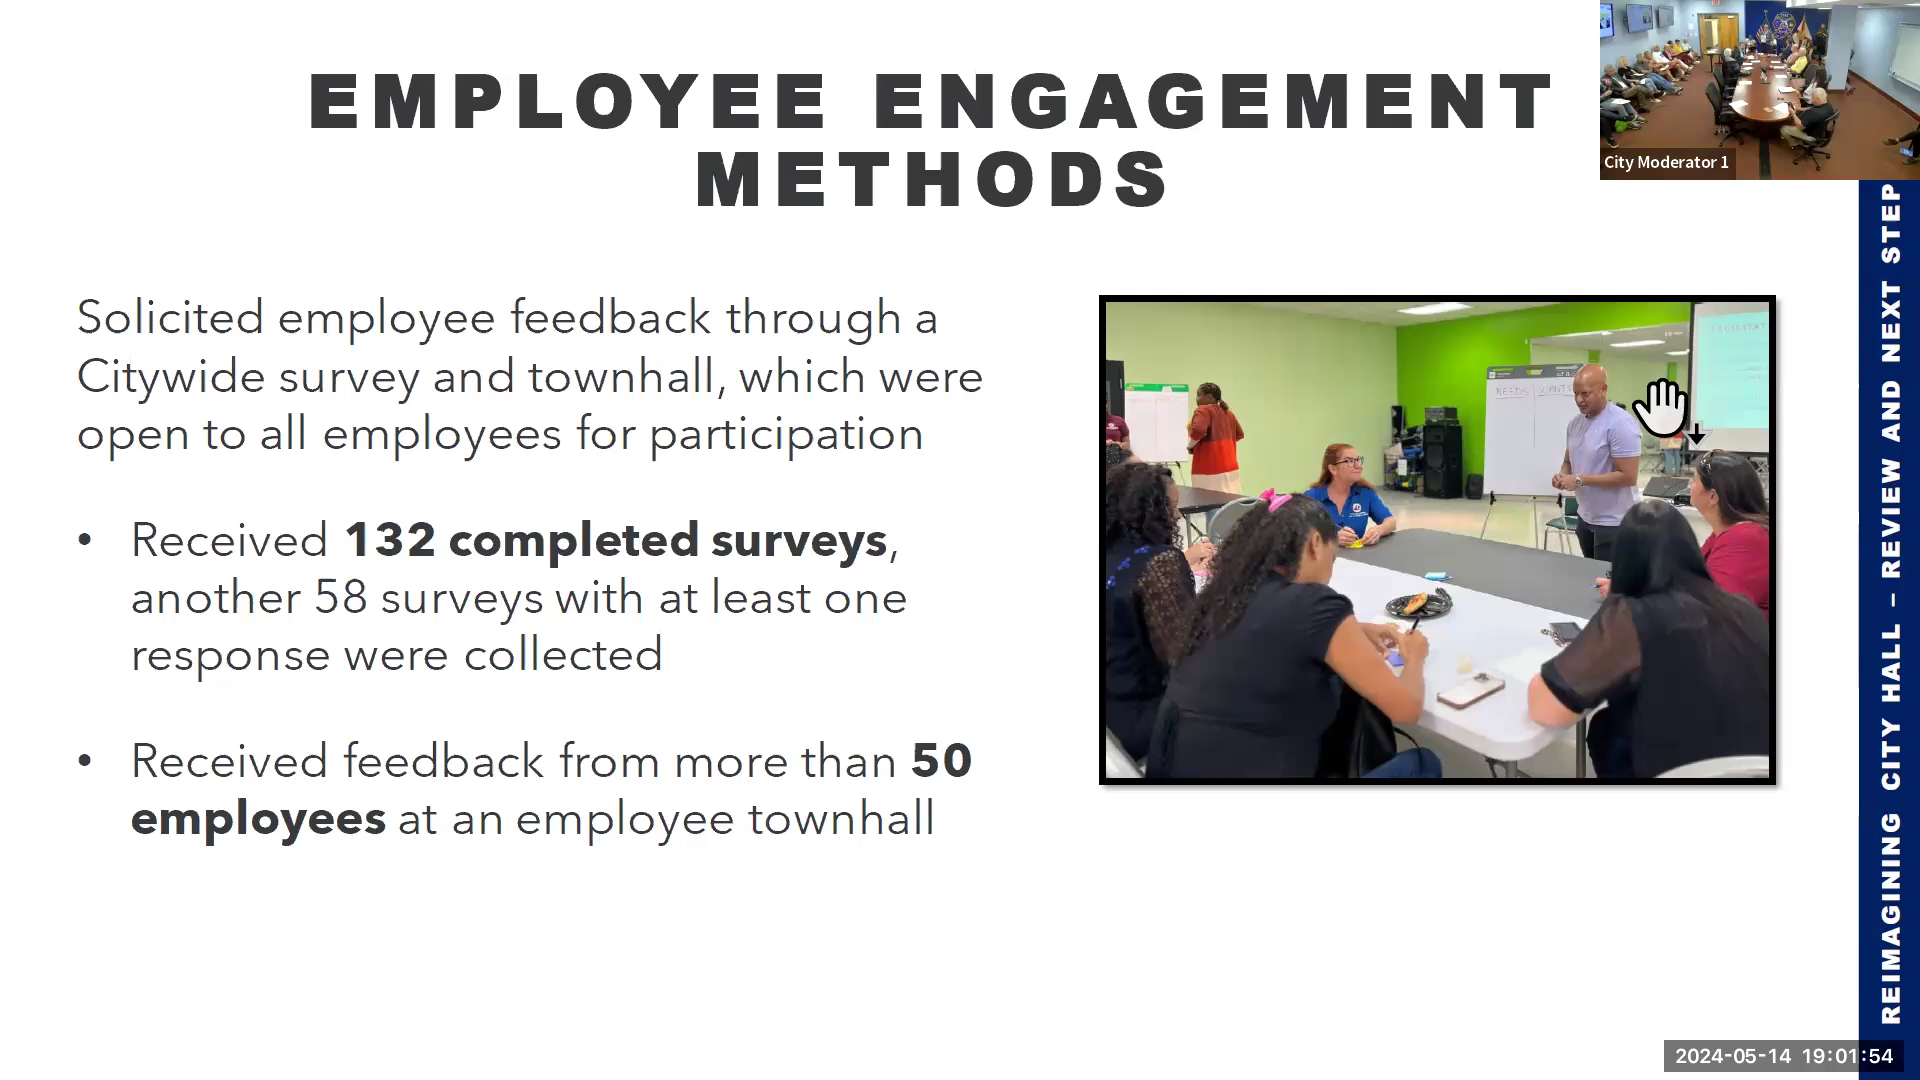 EMPLOYEE ENGAGEMENT
METHODS
City Moderator 1
Solicited employee feedback through a
Citywide survey and townhall, which were
open to all employees for participation
• Received 132 completed surveys,
another 58 surveys with at least one
response were collected
• Received feedback from more than 50
employees at an employee townhall
NEEDS WANTS
REIMAGINING CITY HALL – REVIEW AND NEXT STEP
2024-05-14 19:01:54